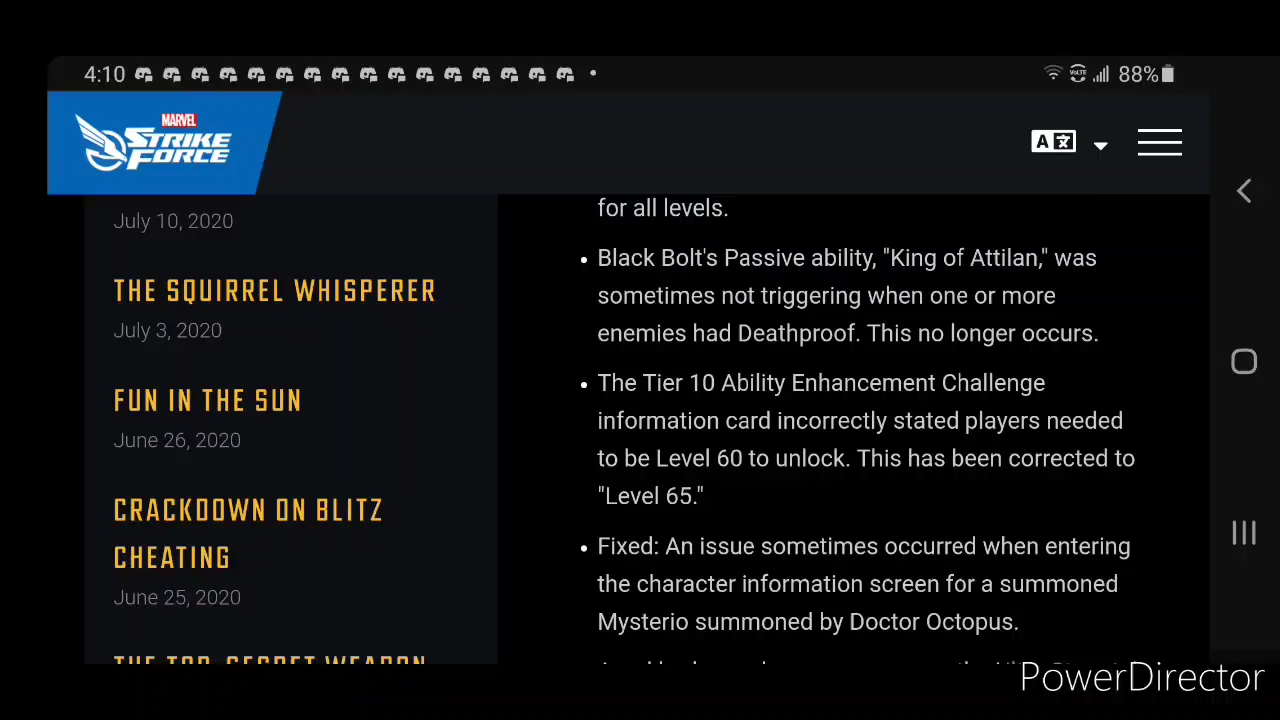 4:10
VoLTE
88%
MARVEL
STRIKE
FORCE
A
July 10, 2020
THE SQUIRREL WHISPERER
July 3, 2020
FUN IN THE SUN
June 26, 2020
CRACKDOWN ON BLITZ
CHEATING
June 25, 2020
THE TOP-SECRET WEAPON
for all levels.
• Black Bolt's Passive ability, "King of Attilan," was
sometimes not triggering when one or more
enemies had Deathproof. This no longer occurs.
• The Tier 10 Ability Enhancement Challenge
information card incorrectly stated players needed
to be Level 60 to unlock. This has been corrected to
"Level 65."
• Fixed: An issue sometimes occurred when entering
the character information screen for a summoned
Mysterio summoned by Doctor Octopus.
PowerDirector